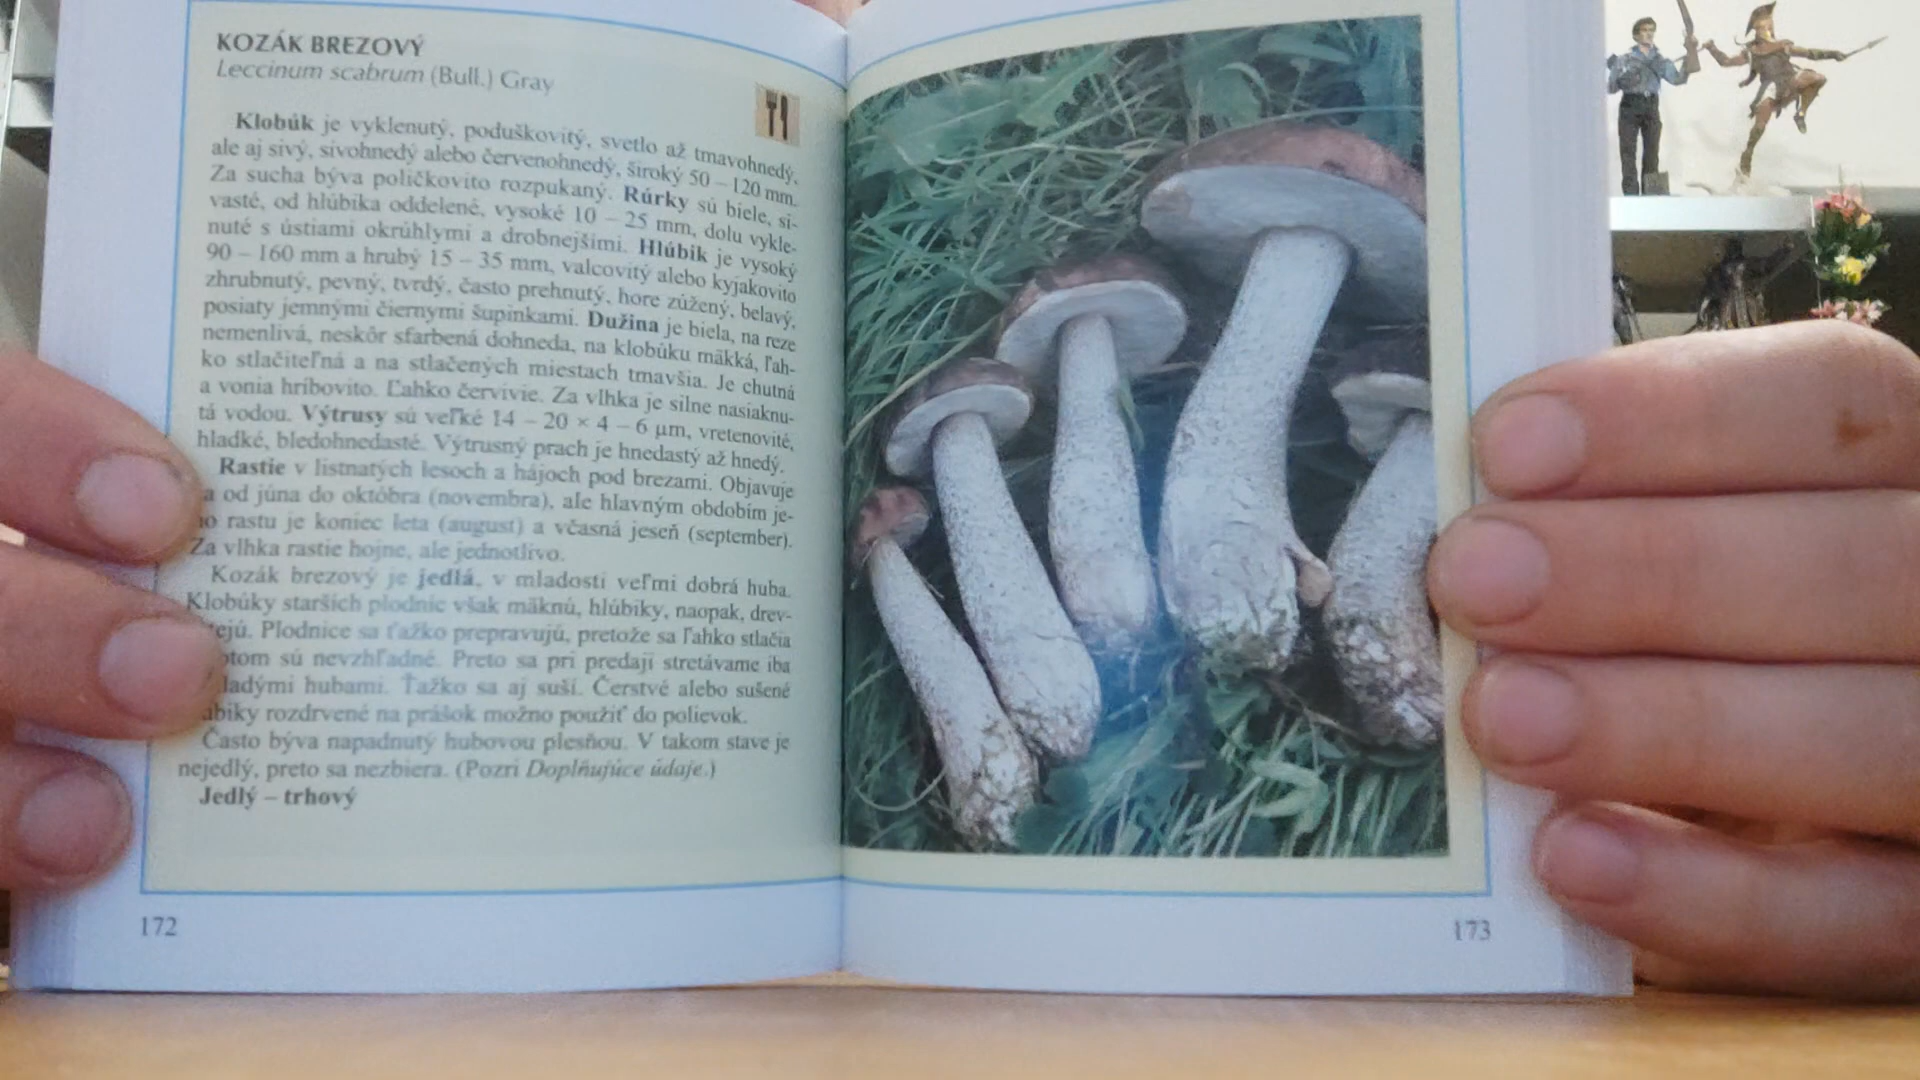 KOZÁK BREZOVÝ
Leccinum scabrum (Bull.) Gray
Klobúk je vyklenutý, poduškovitý, svetlo až tmavohnedý,
ale aj sivý, sivohnedý alebo červenohnedý, široký 50 – 120 mm.
Za sucha býva políčkovito rozpukaný. Rúrky sú biele, si-
vasté, od hlúbika oddelené, vysoké 10 – 25 mm, dolu vykle-
nuté s ústiami okrúhlymi a drobnejšími. Hlúbik je vysoký
90 – 160 mm a hrubý 15 – 35 mm, valcovitý alebo kyjakovito
zhrubnutý, pevný, tvrdý, často prehnutý, hore zúžený, belavý,
posiaty jemnými čiernymi šupinkami. Dužina je biela, na reze
nemenlivá, neskôr sfarbená dohneda, na klobúku mäkká, ľah-
ko stlačiteľná a na stlačených miestach tmavšia. Je chutná
a vonia hríbovito. Ľahko červivie. Za vlhka je silne nasiaknu-
tá vodou. Výtrusy sú veľké 14 – 20 × 4 – 6 μm, vretenovité,
hladké, bledohnedasté. Výtrusný prach je hnedastý až hnedý.
Rastie v listnatých lesoch a hájoch pod brezami. Objavuje
a od júna do októbra (novembra), ale hlavným obdobím je-
ho rastu je koniec leta (august) a včasná jeseň (september).
Za vlhka rastie hojne, ale jednotlivo.
Kozák brezový je jedlá, v mladosti veľmi dobrá huba.
Klobúky starších plodníc však mäknú, hlúbiky, naopak, drev-
tejú. Plodnice sa ťažko prepravujú, pretože sa ľahko stlačia
otom sú nevzhľadné. Preto sa pri predaji stretávame iba
ladými hubami. Ťažko sa aj suší. Čerstvé alebo sušené
biky rozdrvené na prášok možno použiť do polievok.
Často býva napadnutý hubovou plesňou. V takom stave je
nejedlý, preto sa nezbiera. (Pozri Doplňujúce údaje.)
Jedlý – trhový
172
173